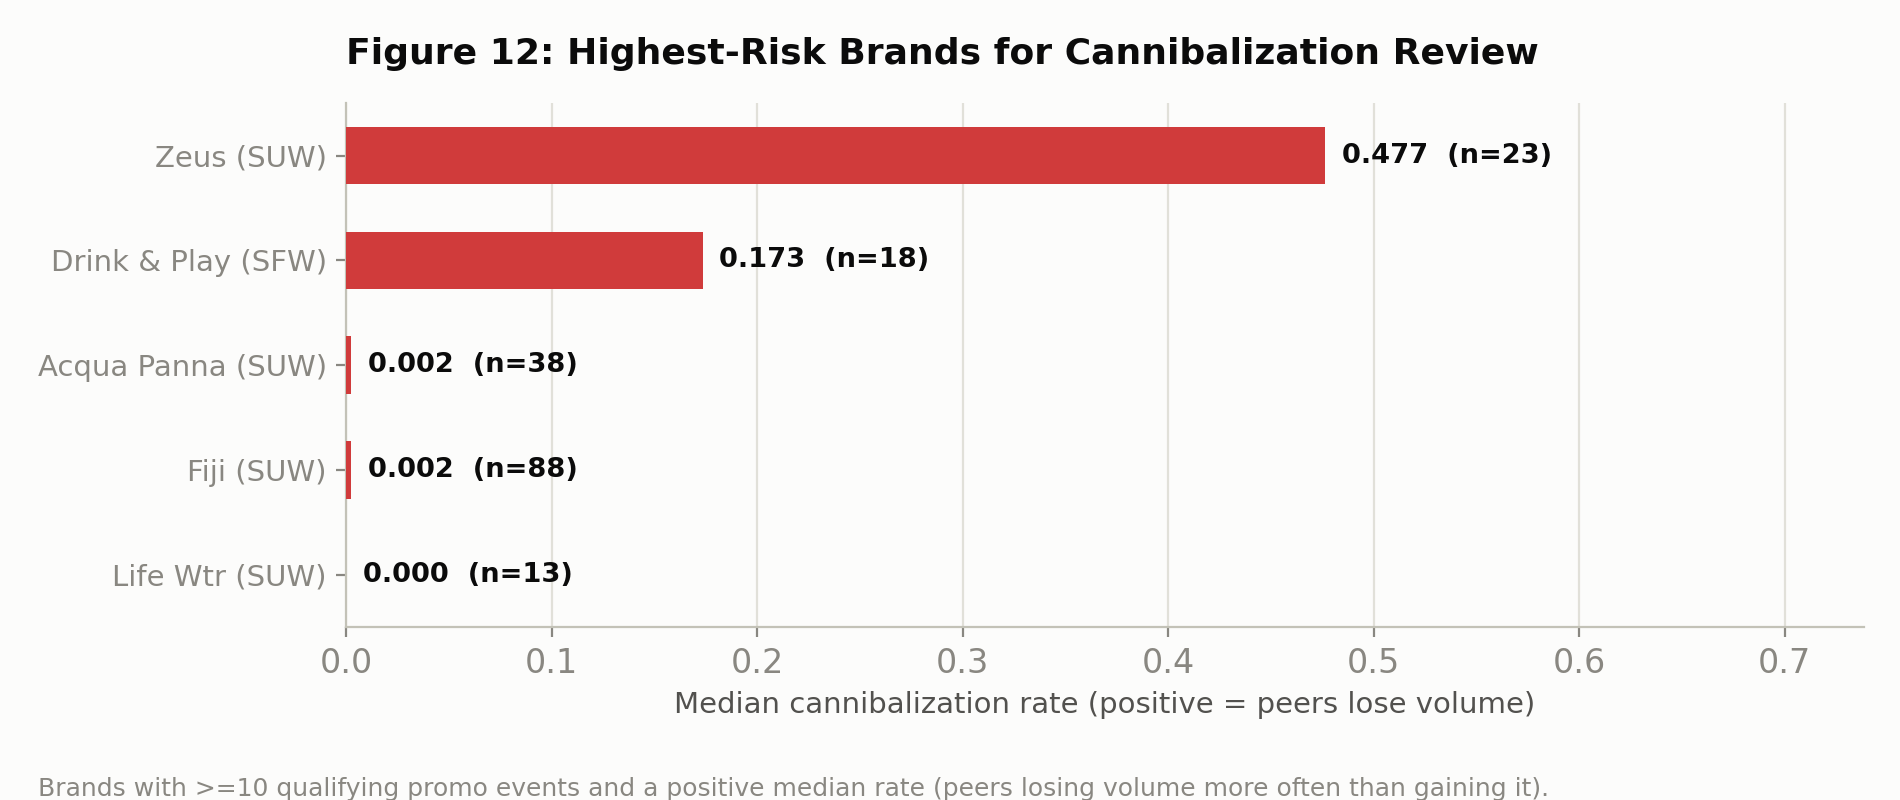 Figure 12: Highest-Risk Brands for Cannibalization Review
Zeus (SUW)
0.477 (n=23)
Drink & Play (SFW)
0.173 (n=18)
Acqua Panna (SUW)
0.002 (n=38)
Fiji (SUW)
0.002 (n=88)
Life Wtr (SUW)
0.000 (n=13)
0.0 0.1 0.2 0.3 0.4 0.5 0.6 0.7
Median cannibalization rate (positive = peers lose volume)
Brands with >=10 qualifying promo events and a positive median rate (peers losing volume more often than gaining it).